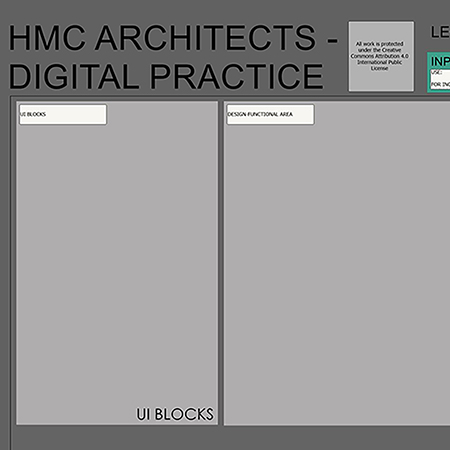 HMC ARCHITECTS -
DIGITAL PRACTICE
All work is protected
under the Creative
Commons Attribution 4.0
International Public
License
LE
INP
USE:
FOR INC
UI BLOCKS
DESIGN-FUNCTIONAL AREA
UI BLOCKS